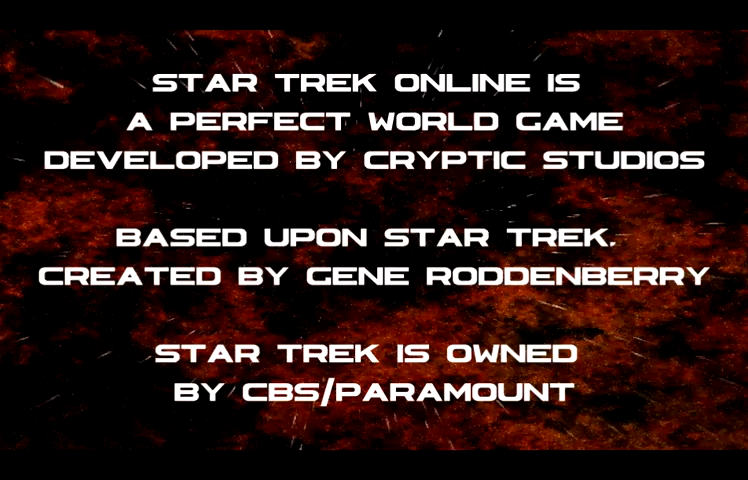 STAR TREK ONLINE IS
A PERFECT WORLD GAME
DEVELOPED BY CRYPTIC STUDIOS
BASED UPON STAR TREK,
CREATED BY GENE RODDENBERRY
STAR TREK IS OWNED
BY CBS/PARAMOUNT